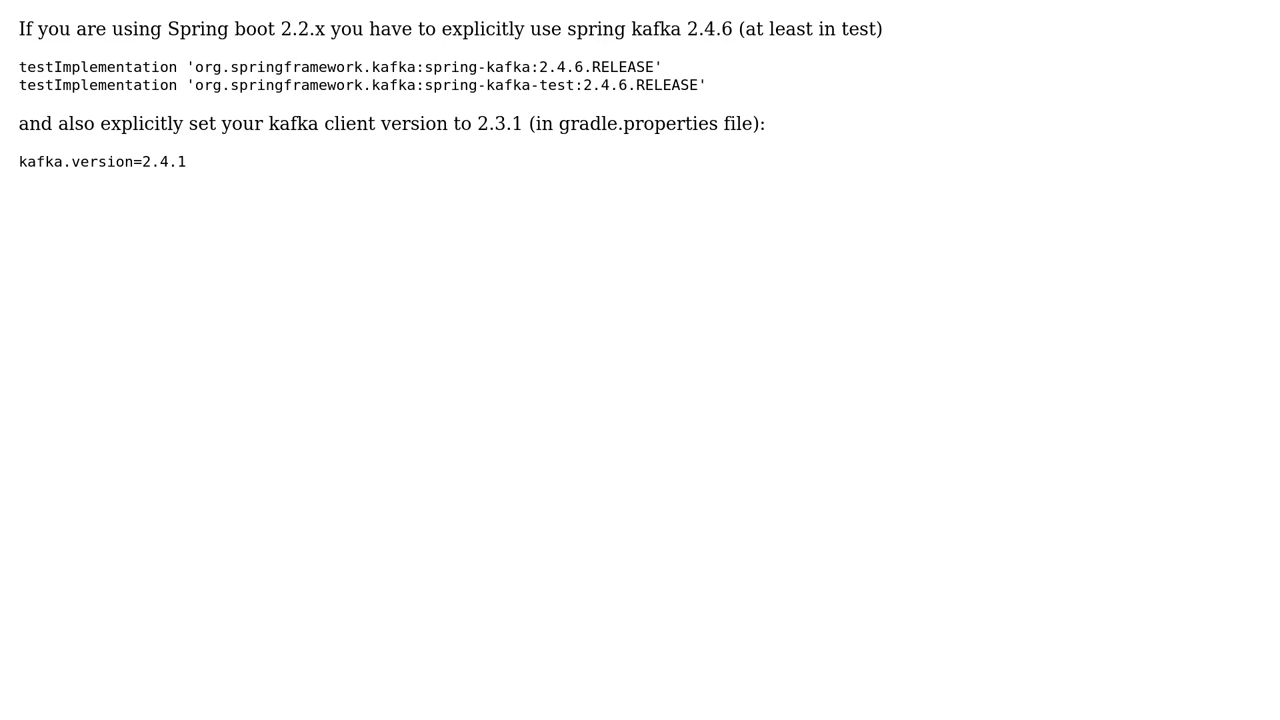 If you are using Spring boot 2.2.x you have to explicitly use spring kafka 2.4.6 (at least in test)
testImplementation 'org.springframework.kafka:spring-kafka:2.4.6.RELEASE'
testImplementation 'org.springframework.kafka:spring-kafka-test:2.4.6.RELEASE'
and also explicitly set your kafka client version to 2.3.1 (in gradle.properties file):
kafka.version=2.4.1